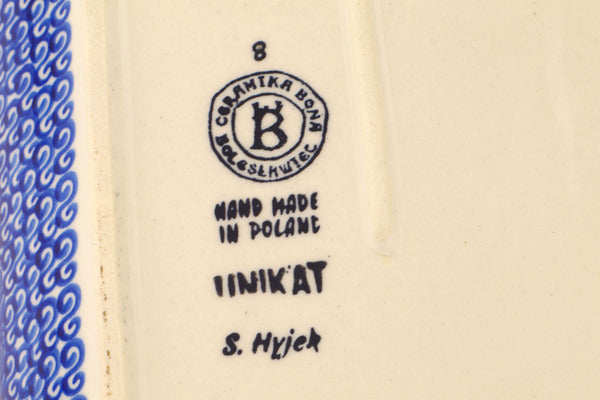 8
CERAMIKA BONA
B
BOLESŁAWIEC
HAND MADE
IN POLAND
UNIKAT
S. Hyjek